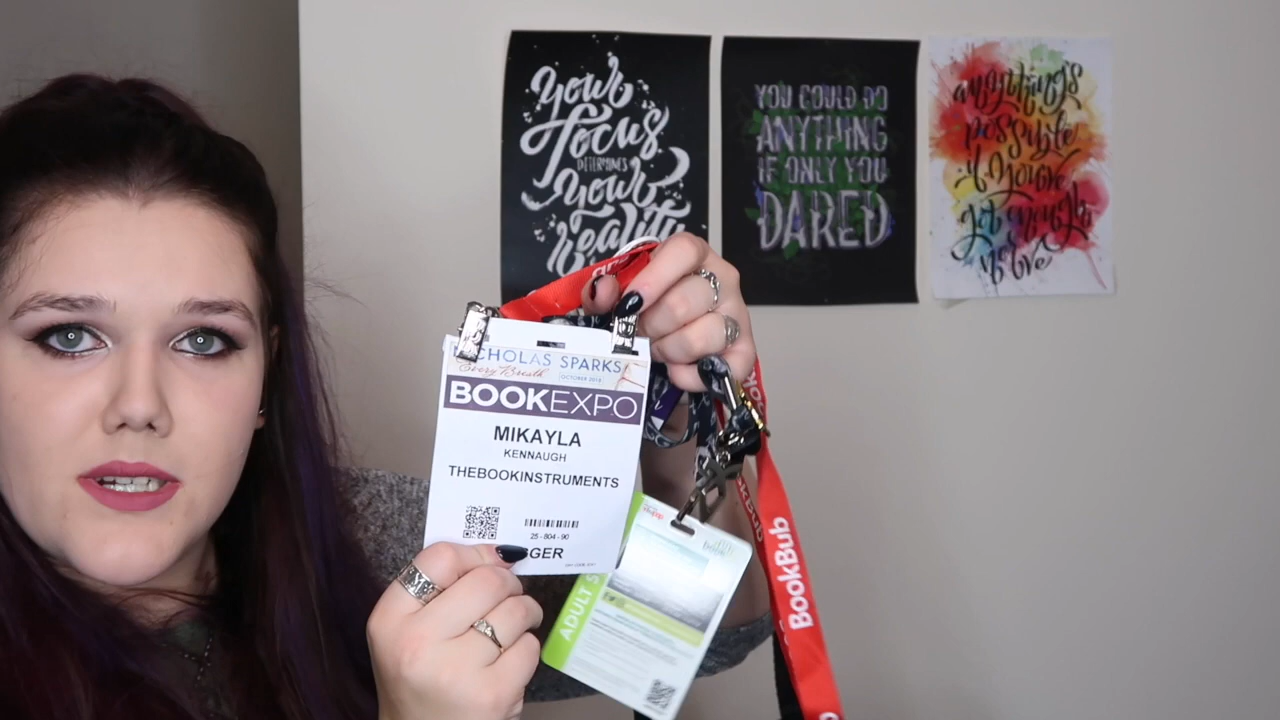 Your
focus
DETERMINES
your
reality
YOU COULD DO
ANYTHING
IF ONLY YOU
DARED
anything's
possible
if you've
got enough
nerve
NICHOLAS SPARKS
Every Breath
OCTOBER 2018
BOOKEXPO
MIKAYLA
KENNAUGH
THEBOOKINSTRUMENTS
25-804-90
GGER
ADULT S
BookBub